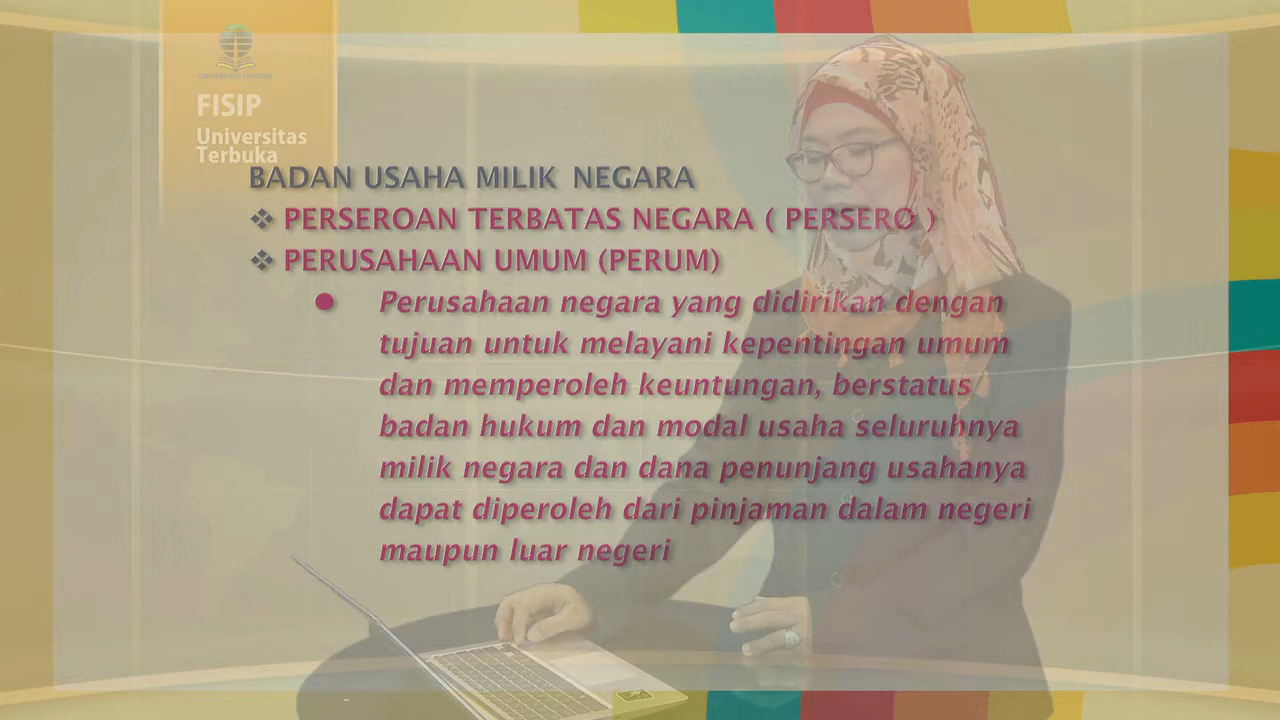 FISIP
Universitas
Terbuka
BADAN USAHA MILIK NEGARA
❖ PERSEROAN TERBATAS NEGARA ( PERSERO )
❖ PERUSAHAAN UMUM (PERUM)
● Perusahaan negara yang didirikan dengan
tujuan untuk melayani kepentingan umum
dan memperoleh keuntungan, berstatus
badan hukum dan modal usaha seluruhnya
milik negara dan dana penunjang usahanya
dapat diperoleh dari pinjaman dalam negeri
maupun luar negeri